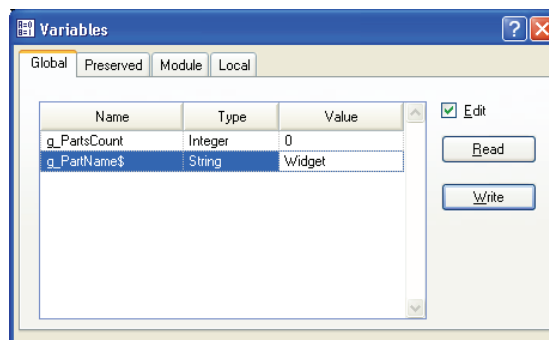 Variables
Global Preserved Module Local
Name Type Value
g_PartsCount Integer 0
g_PartName$ String Widget
Edit
Read
Write